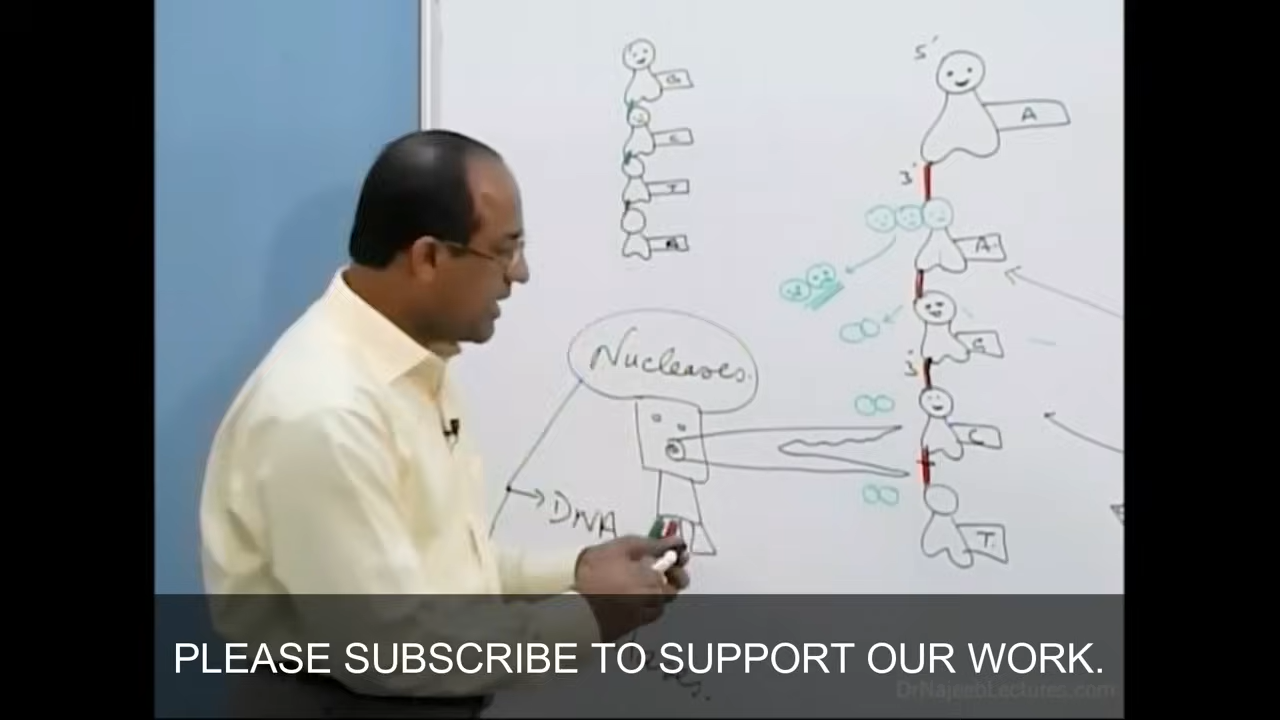 G
C
T
A
5'
A
3'
A
G
3'
C
T
Nucleases.
DNA
PLEASE SUBSCRIBE TO SUPPORT OUR WORK.
DrNajeebLectures.com